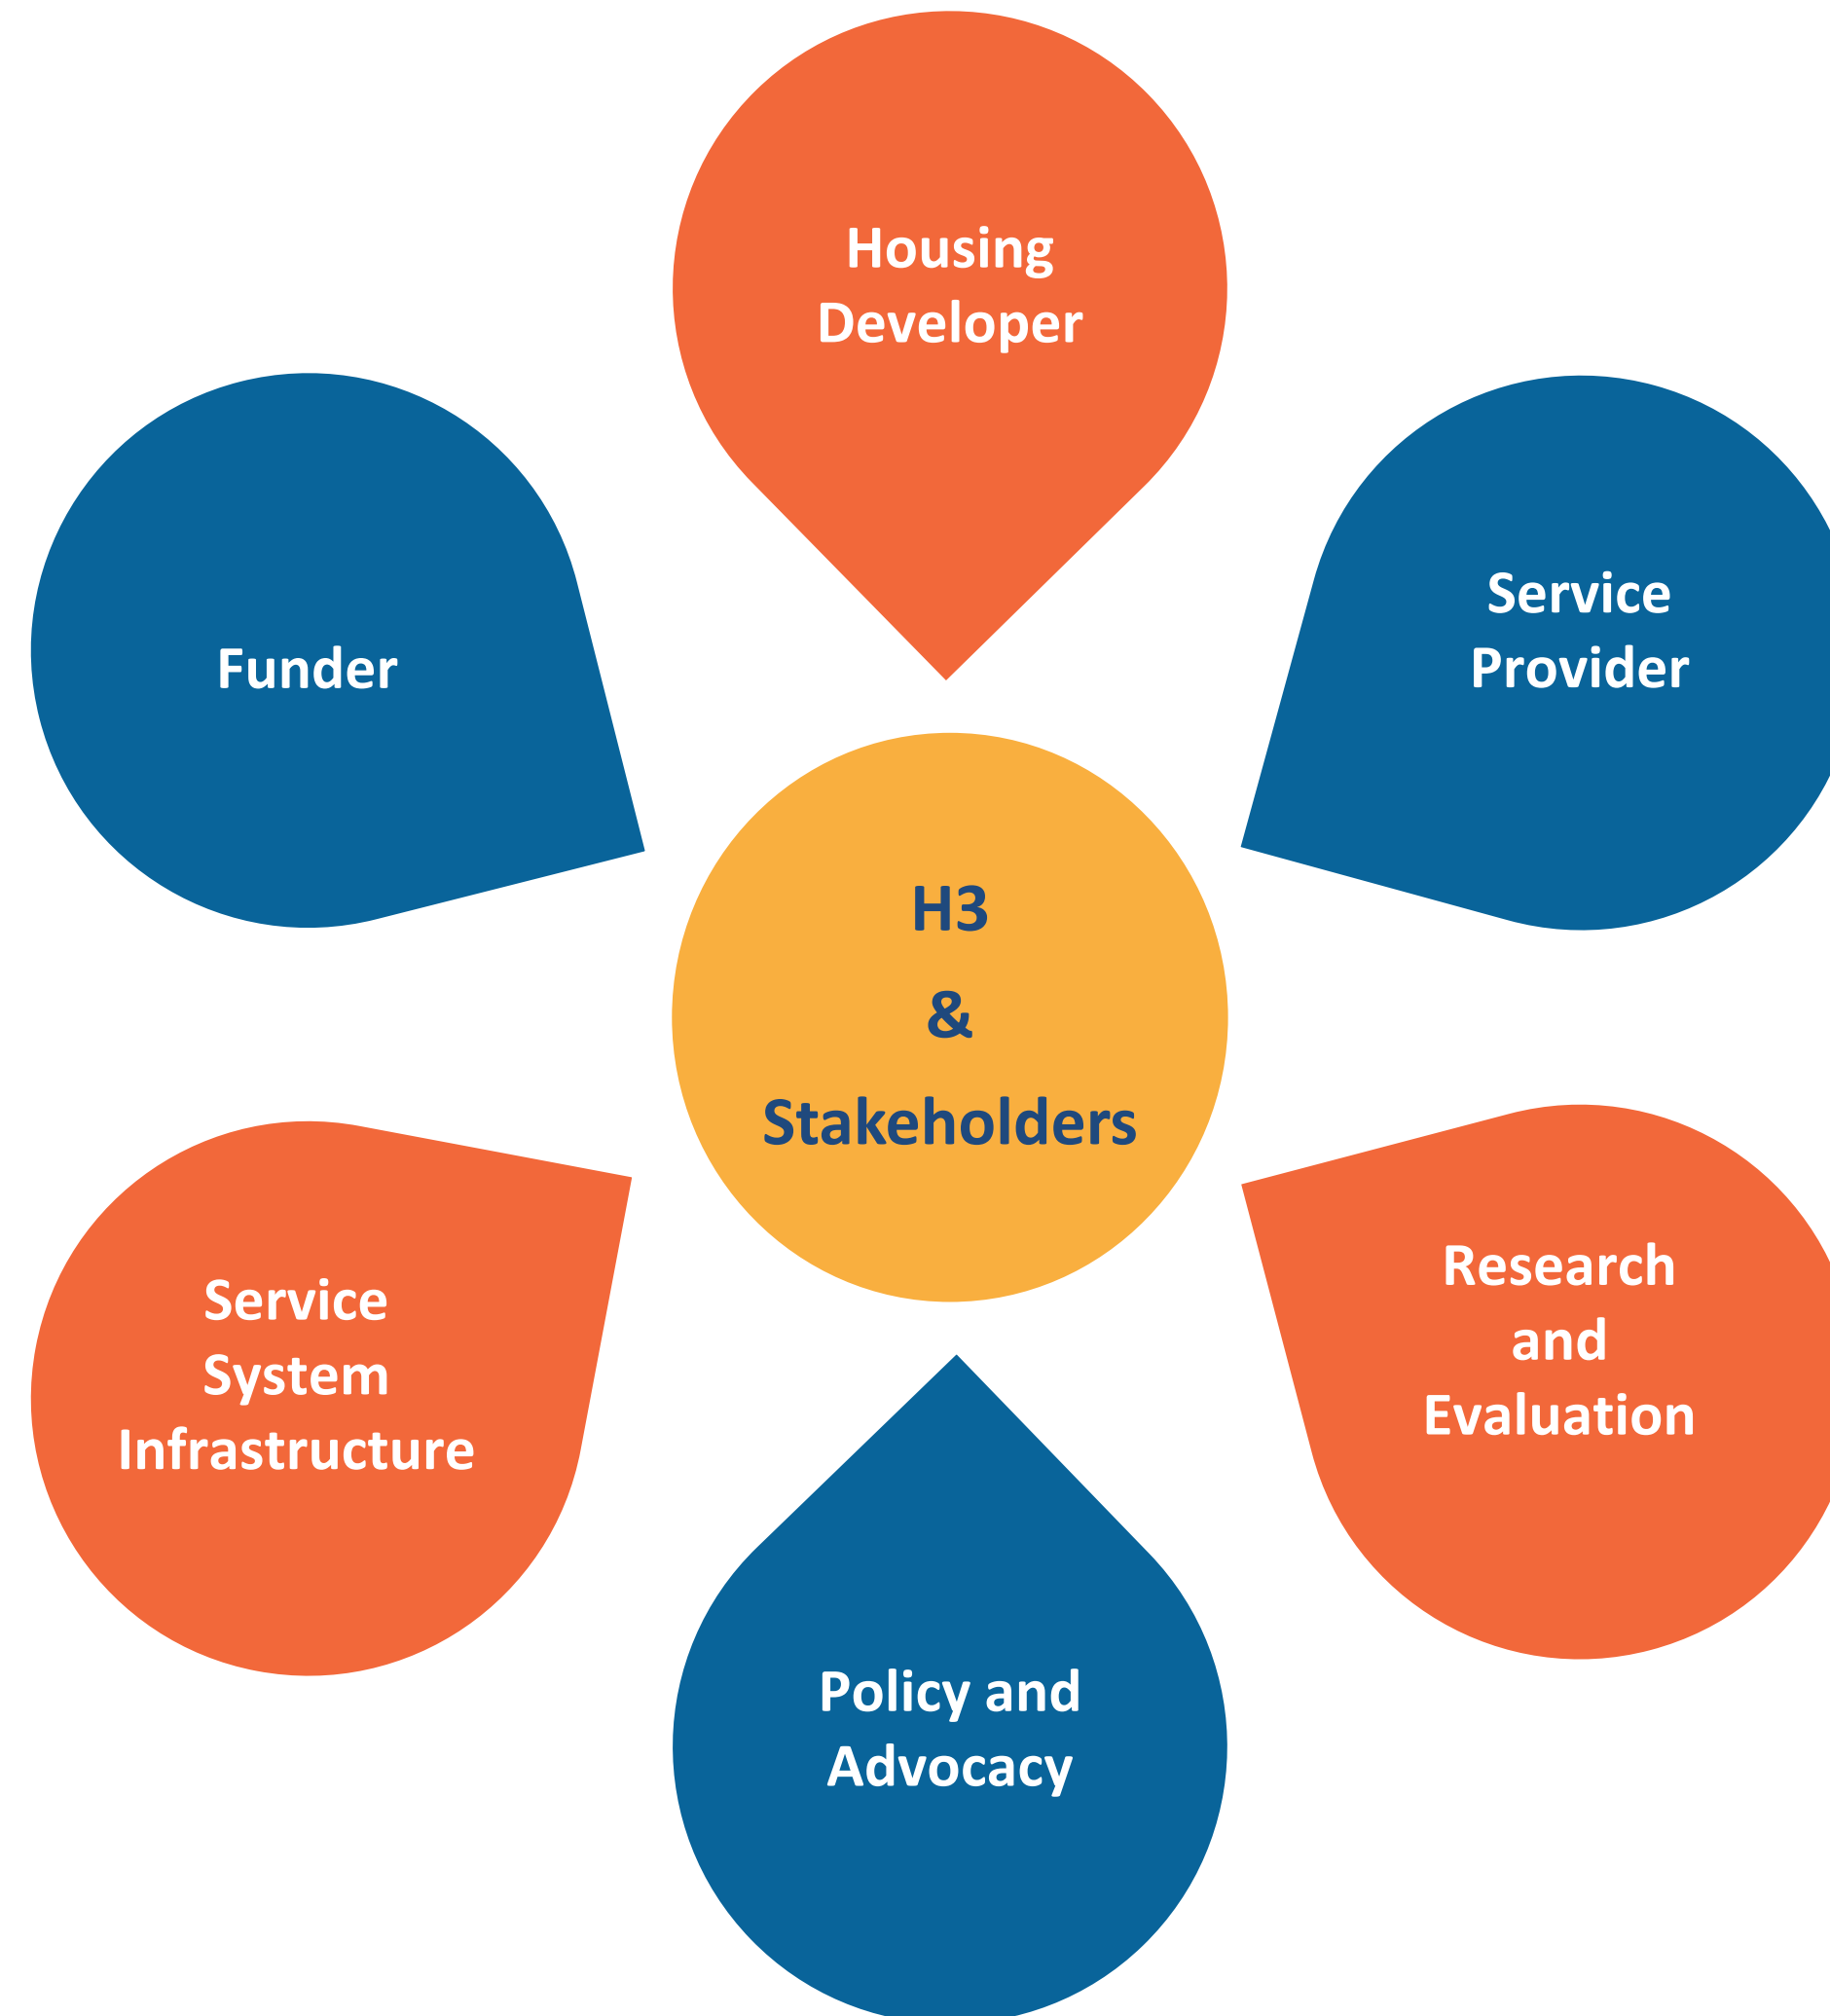 Housing
Developer
Service
Provider
Funder
H3
&
Stakeholders
Research
and
Evaluation
Service
System
Infrastructure
Policy and
Advocacy